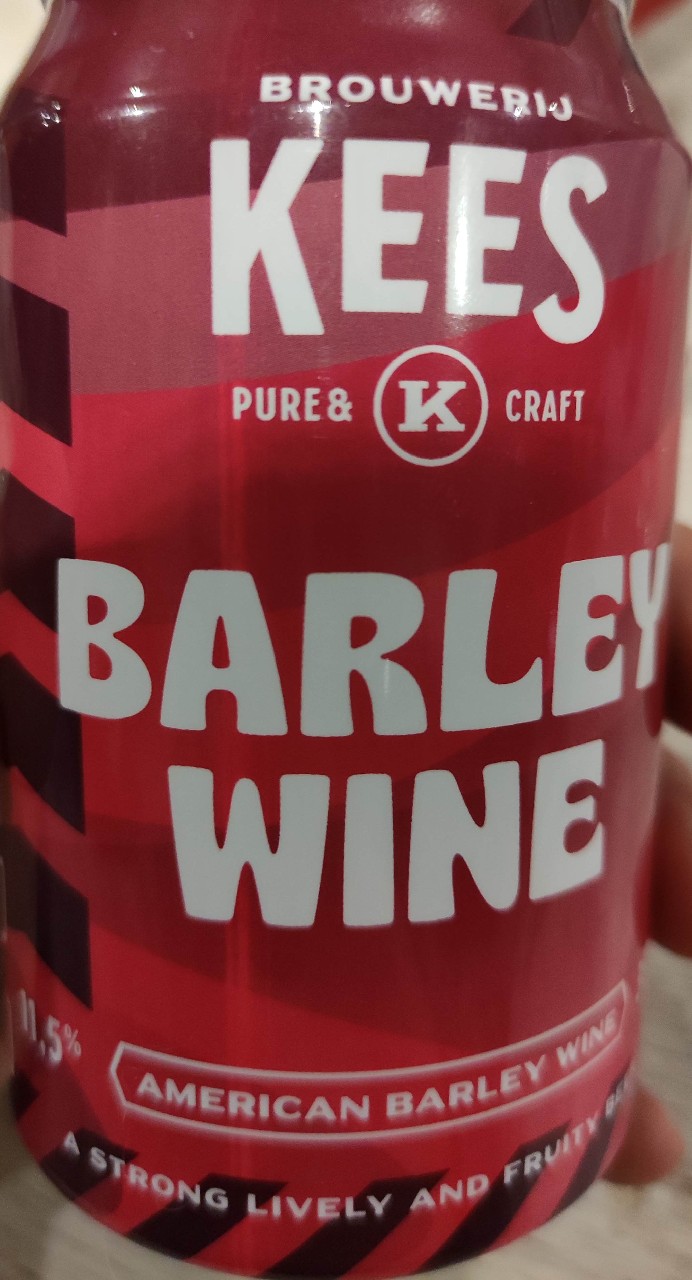 BROUWERIJ
KEES
PURE & K CRAFT
BARLEY
WINE
11,5%
AMERICAN BARLEY WINE
A STRONG LIVELY AND FRUITY